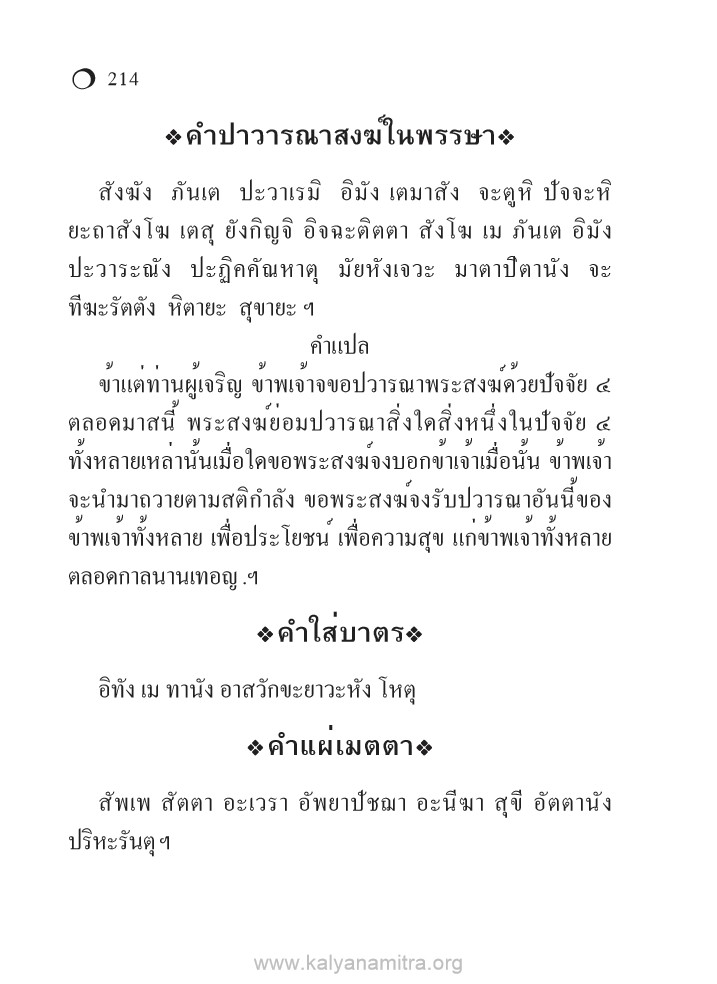 214
❖คำปาวารณาสงฆ์ในพรรษา❖
สังฆัง ภันเต ปะวาเรมิ อิมัง เตมาสัง จะตูหิ ปัจจะหิ
ยะถาสังโฆ เตสุ ยังกิญจิ อิจฉะติตตา สังโฆ เม ภันเต อิมัง
ปะวาระณัง ปะฏิคคัณหาตุ มัยหังเจวะ มาตาปิตานัง จะ
ทีฆะรัตตัง หิตายะ สุขายะ ฯ
คำแปล
ข้าแต่ท่านผู้เจริญ ข้าพเจ้าจงขอปวารณาพระสงฆ์ด้วยปัจจัย ๔
ตลอดมาสนี้ พระสงฆ์ย่อมปวารณาสิ่งใดสิ่งหนึ่งในปัจจัย ๔
ทั้งหลายเหล่านั้นเมื่อใดขอพระสงฆ์จงบอกข้าเจ้าเมื่อนั้น ข้าพเจ้า
จะนำมาถวายตามสติกำลัง ขอพระสงฆ์จงรับปวารณาอันนี้ของ
ข้าพเจ้าทั้งหลาย เพื่อประโยชน์ เพื่อความสุข แก่ข้าพเจ้าทั้งหลาย
ตลอดกาลนานเทอญ .ฯ
❖คำใส่บาตร❖
อิทัง เม ทานัง อาสวักขะยาวะหัง โหตุ
❖คำแผ่เมตตา❖
สัพเพ สัตตา อะเวรา อัพยาปัชฌา อะนีฆา สุขี อัตตานัง
ปริหะรันตุฯ
www.kalyanamitra.org